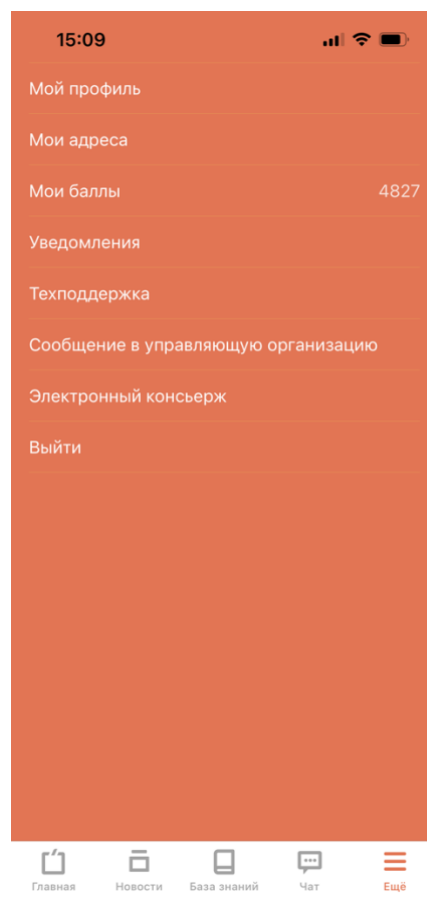 15:09
Мой профиль
Мои адреса
Мои баллы 4827
Уведомления
Техподдержка
Сообщение в управляющую организацию
Электронный консьерж
Выйти
Главная Новости База знаний Чат Ещё